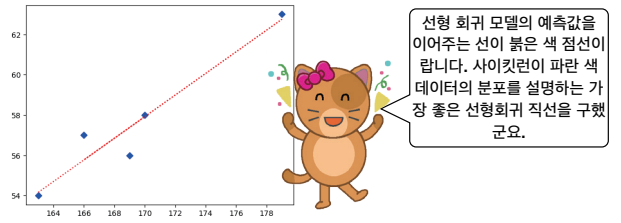 62
60
58
56
54
164
166
168
170
172
174
176
178
선형 회귀 모델의 예측값을
이어주는 선이 붉은 색 점선이
랍니다. 사이킷런이 파란 색
데이터의 분포를 설명하는 가
장 좋은 선형회귀 직선을 구했
군요.